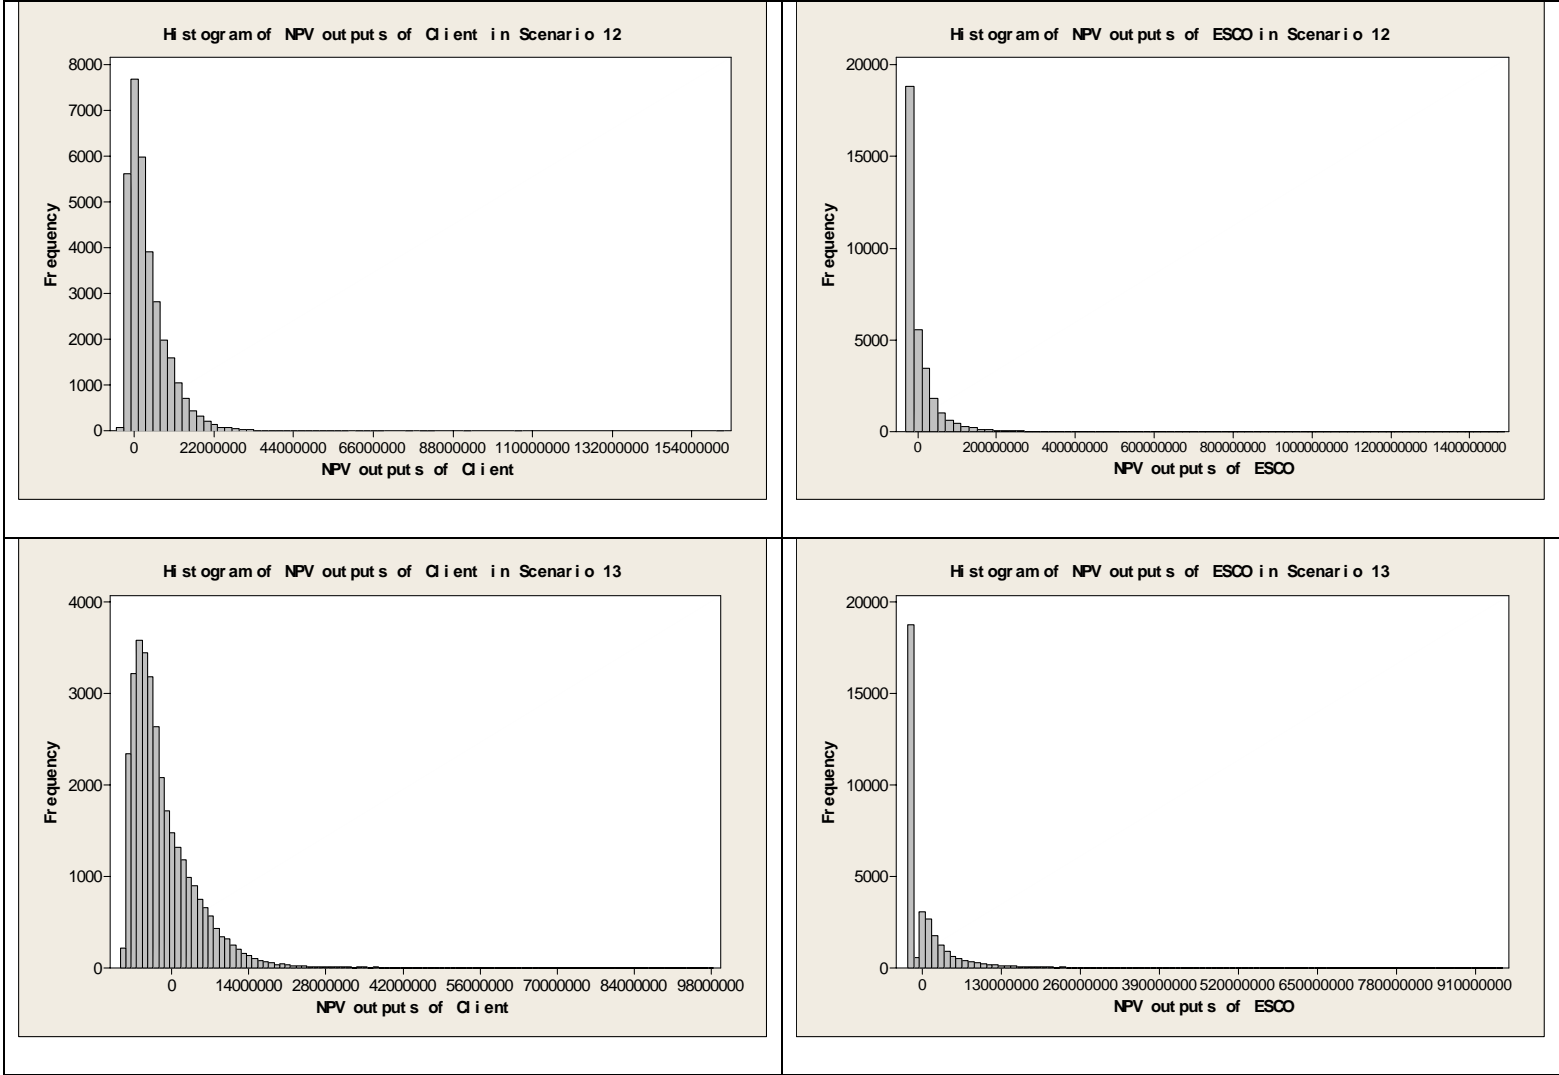 Histogram of NPV outputs of Client in Scenario 12
8000
7000
6000
5000
4000
3000
2000
1000
0
Frequency
0 22000000 44000000 66000000 88000000 110000000 132000000 154000000
NPV outputs of Client
Histogram of NPV outputs of ESCO in Scenario 12
20000
15000
10000
5000
0
Frequency
0 200000000 400000000 600000000 800000000 1000000000 1200000000 1400000000
NPV outputs of ESCO
Histogram of NPV outputs of Client in Scenario 13
4000
3000
2000
1000
0
Frequency
0 14000000 28000000 42000000 56000000 70000000 84000000 98000000
NPV outputs of Client
Histogram of NPV outputs of ESCO in Scenario 13
20000
15000
10000
5000
0
Frequency
0 130000000 260000000 390000000 520000000 650000000 780000000 910000000
NPV outputs of ESCO